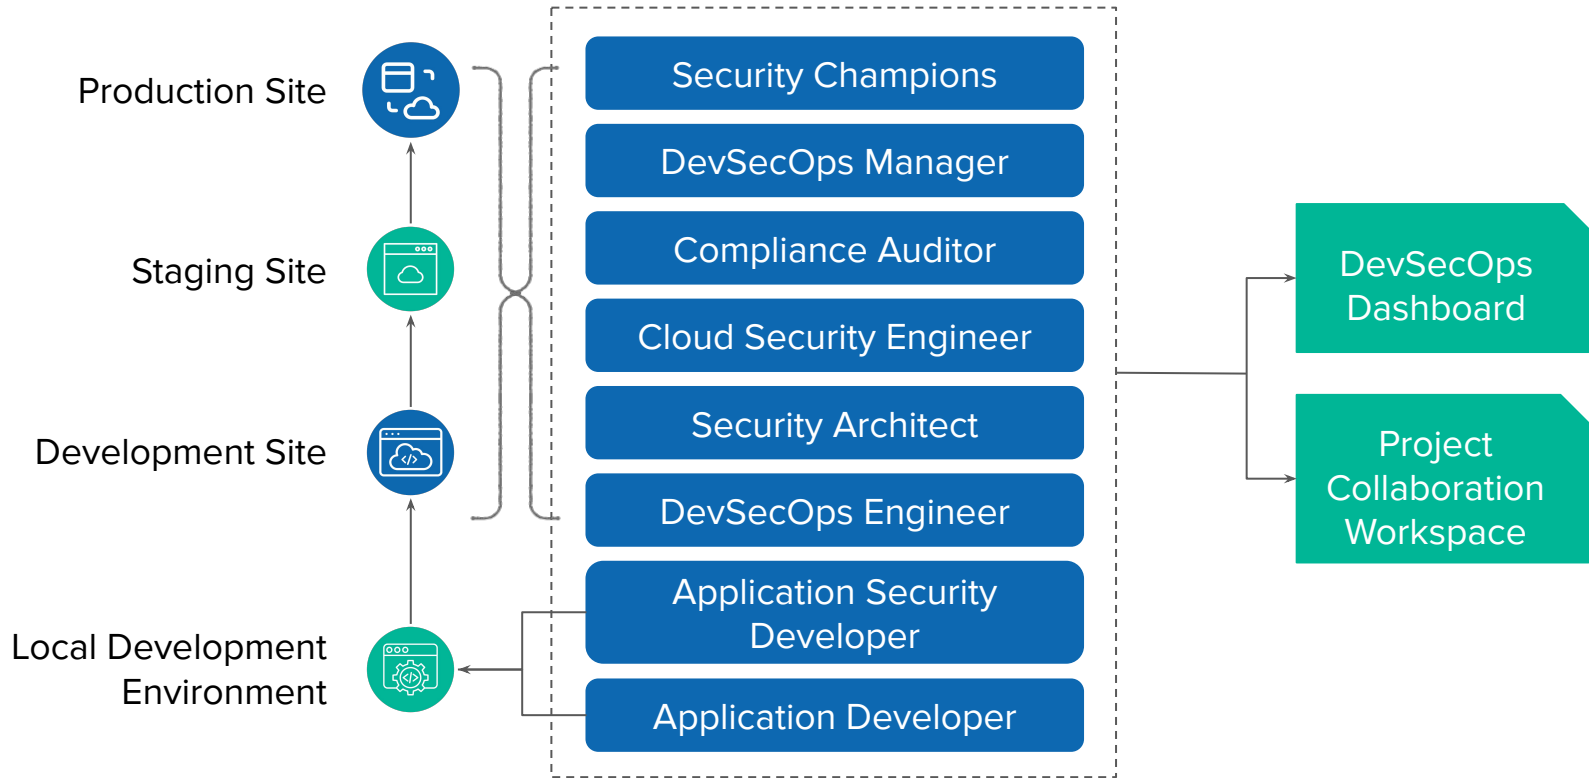 Production Site
Staging Site
Development Site
Local Development
Environment
Security Champions
DevSecOps Manager
Compliance Auditor
Cloud Security Engineer
Security Architect
DevSecOps Engineer
Application Security
Developer
Application Developer
DevSecOps
Dashboard
Project
Collaboration
Workspace